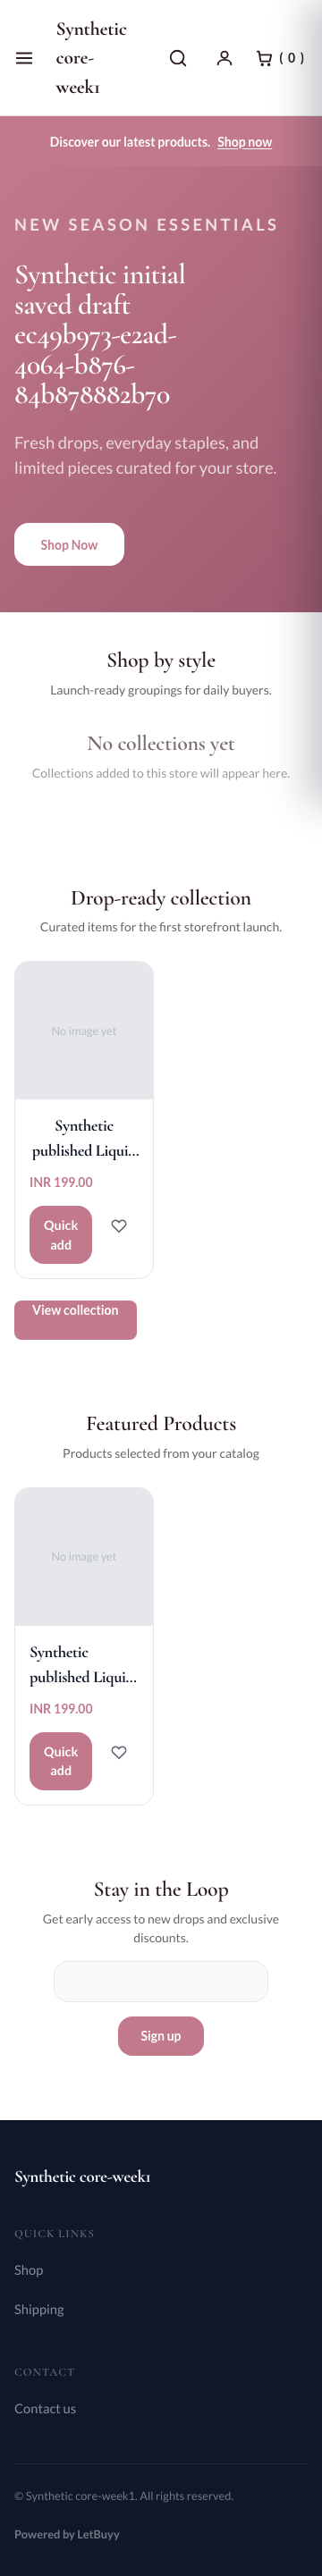 Synthetic
core-
week1
( 0 )
Discover our latest products. Shop now
NEW SEASON ESSENTIALS
Synthetic initial
saved draft
ec49b973-e2ad-
4064-b876-
84b878882b70
Fresh drops, everyday staples, and
limited pieces curated for your store.
Shop Now
Shop by style
Launch-ready groupings for daily buyers.
No collections yet
Collections added to this store will appear here.
Drop-ready collection
Curated items for the first storefront launch.
No image yet
Synthetic
published Liqui...
INR 199.00
Quick
add
View collection
Featured Products
Products selected from your catalog
No image yet
Synthetic
published Liqui...
INR 199.00
Quick
add
Stay in the Loop
Get early access to new drops and exclusive
discounts.
Sign up
Synthetic core-week1
QUICK LINKS
Shop
Shipping
CONTACT
Contact us
© Synthetic core-week1. All rights reserved.
Powered by LetBuyy